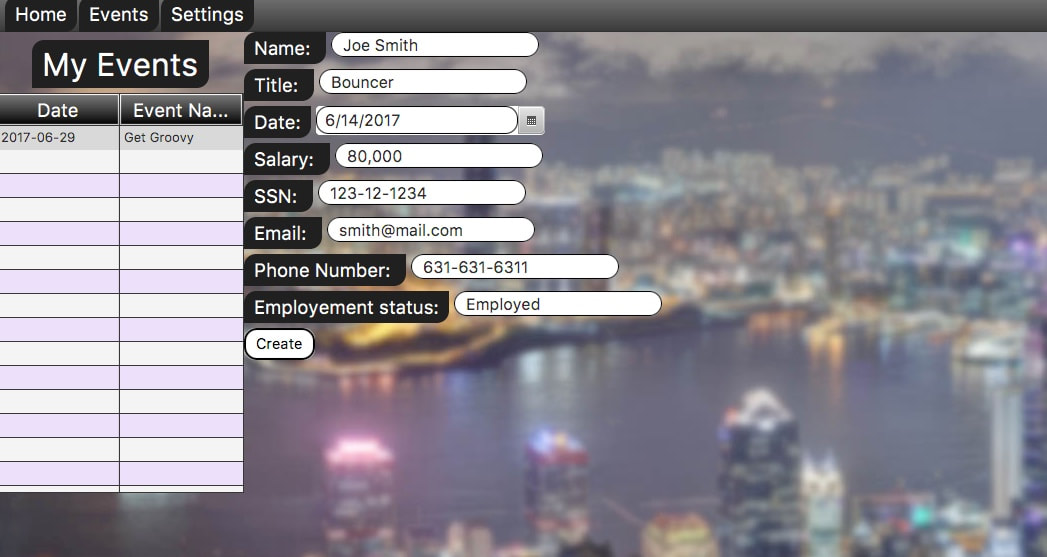 Home Events Settings
My Events
Date Event Na...
2017-06-29 Get Groovy
Name: Joe Smith
Title: Bouncer
Date: 6/14/2017
Salary: 80,000
SSN: 123-12-1234
Email: smith@mail.com
Phone Number: 631-631-6311
Employement status: Employed
Create